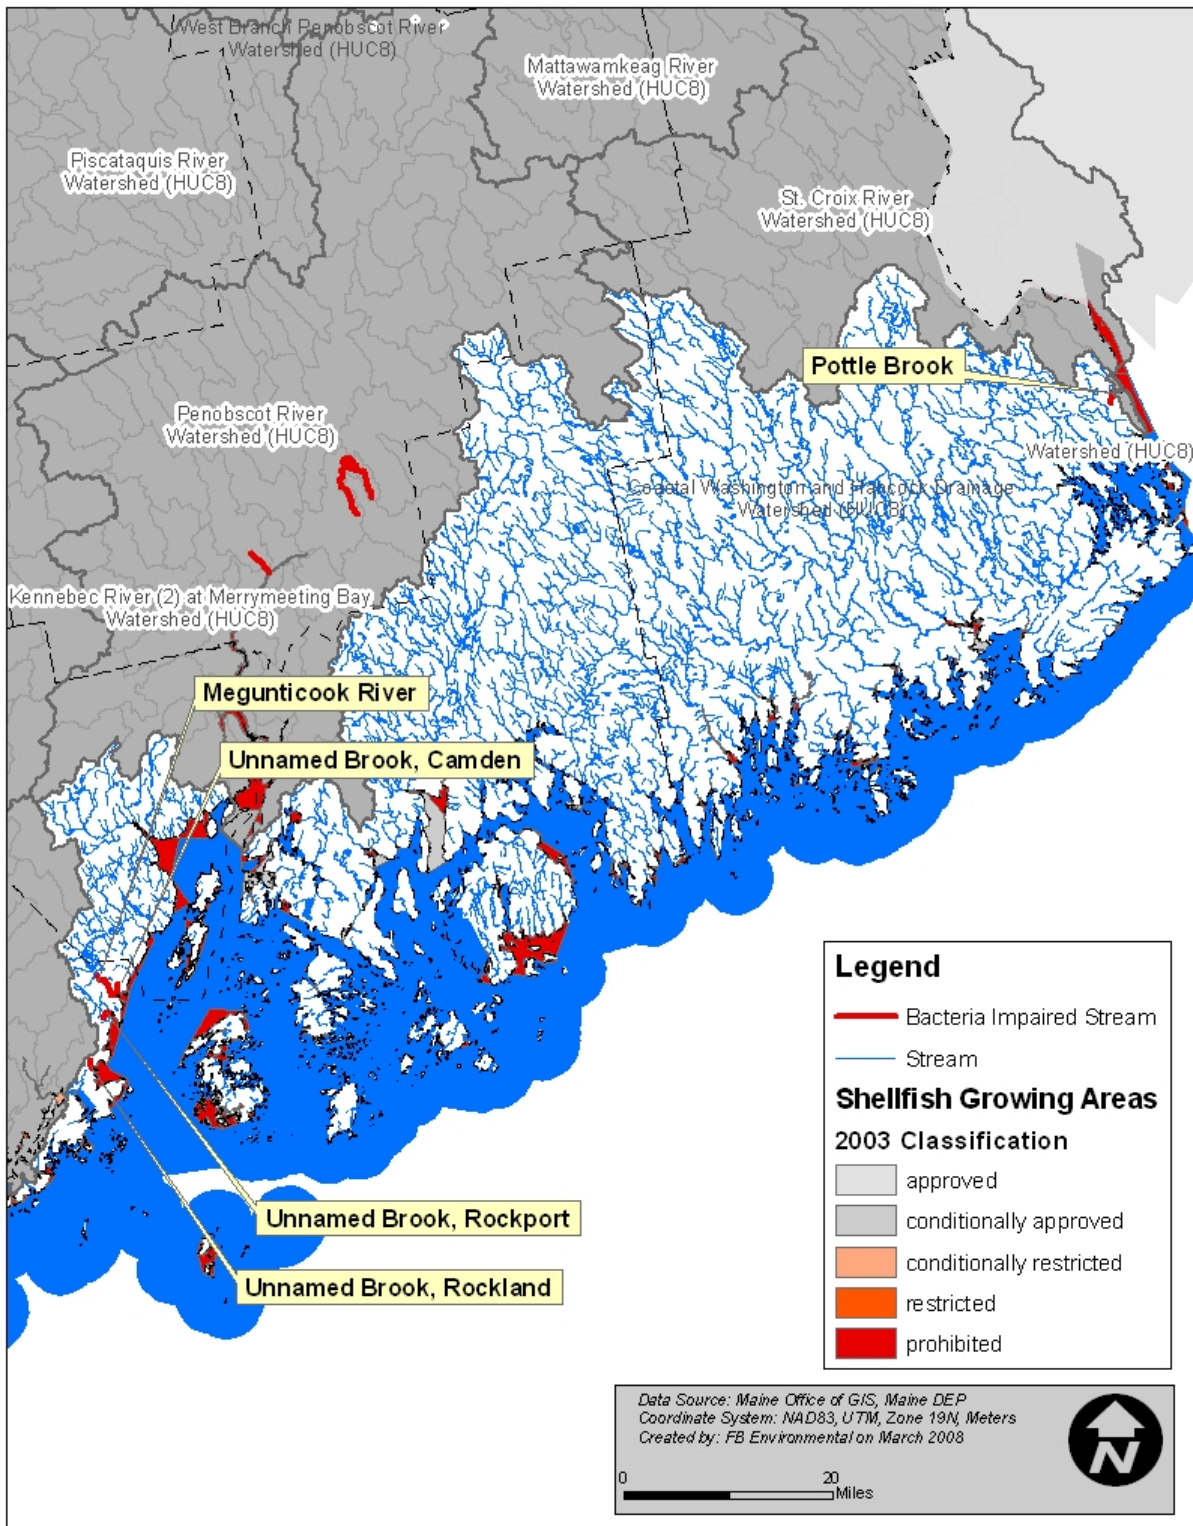 West Branch Penobscot River
Watershed (HUC8)
Mattawamkeag River
Watershed (HUC8)
Piscataquis River
Watershed (HUC8)
St. Croix River
Watershed (HUC8)
Pottle Brook
Penobscot River
Watershed (HUC8)
Watershed (HUC8)
Coastal Washington and Hancock Drainage
Watershed (HUC8)
Kennebec River (2) at Merrymeeting Bay
Watershed (HUC8)
Megunticook River
Unnamed Brook, Camden
Unnamed Brook, Rockport
Unnamed Brook, Rockland
Legend
Bacteria Impaired Stream
Stream
Shellfish Growing Areas
2003 Classification
approved
conditionally approved
conditionally restricted
restricted
prohibited
Data Source: Maine Office of GIS, Maine DEP
Coordinate System: NAD83, UTM, Zone 19N, Meters
Created by: FB Environmental on March 2008
0 20
Miles
N